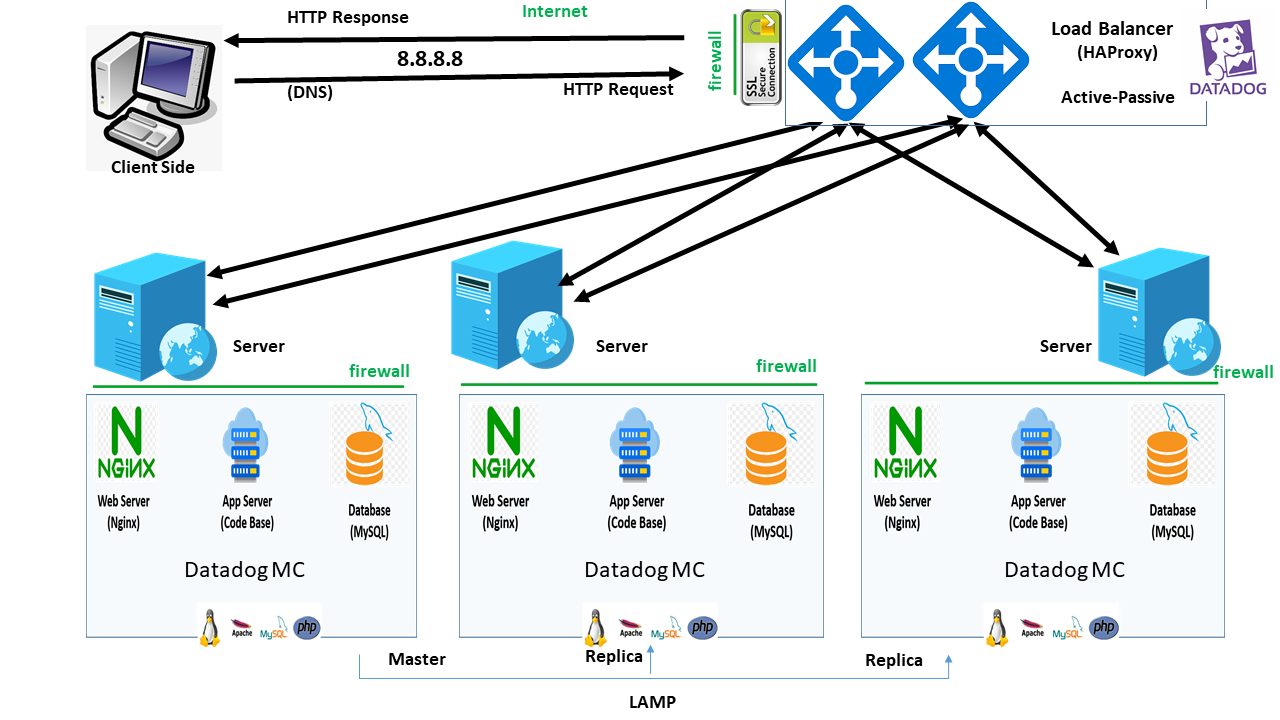 HTTP Response
Internet
8.8.8.8
(DNS)
HTTP Request
Client Side
firewall
SSL
Secure
Connection
Load Balancer
(HAProxy)
Active-Passive
DATADOG
Server
firewall
Server
firewall
Server
firewall
NGINX
Web Server
(Nginx)
App Server
(Code Base)
Database
(MySQL)
Datadog MC
Apache
MySQL
php
NGINX
Web Server
(Nginx)
App Server
(Code Base)
Database
(MySQL)
Datadog MC
Apache
MySQL
php
NGINX
Web Server
(Nginx)
App Server
(Code Base)
Database
(MySQL)
Datadog MC
Apache
MySQL
php
Master
Replica
Replica
LAMP